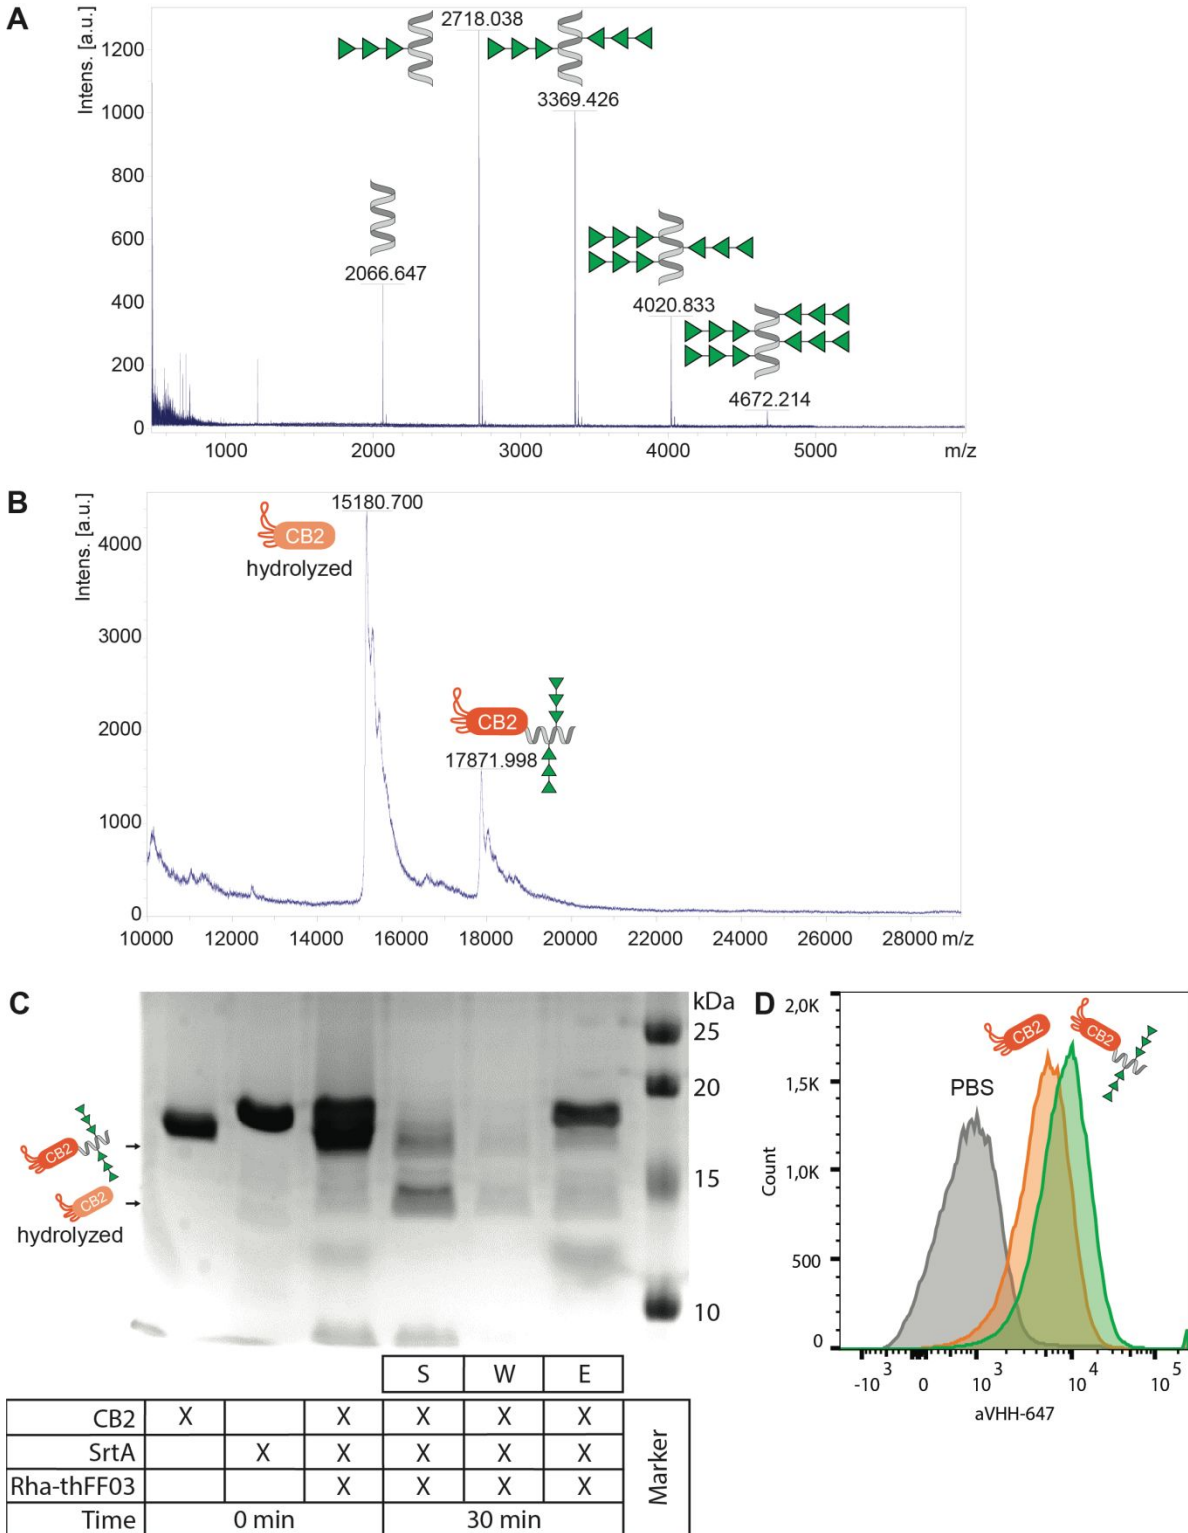 A
Intens. [a.u.]
1200
1000
800
600
400
200
0
2718.038
3369.426
2066.647
4020.833
4672.214
1000
2000
3000
4000
5000
m/z
B
Intens. [a.u.]
4000
3000
2000
1000
0
15180.700
CB2
hydrolyzed
CB2
17871.998
10000
12000
14000
16000
18000
20000
22000
24000
26000
28000
m/z
C
kDa
25
20
15
10
CB2
CB2
hydrolyzed
S W E
CB2 X X X X X
SrtA X X X X X
Rha-thFF03 X X X X
Time 0 min 30 min
Marker
D
2,0K
1,5K
1,0K
500
0
Count
PBS
CB2
CB2
-10 3
0
10 3
10 4
10 5
aVHH-647